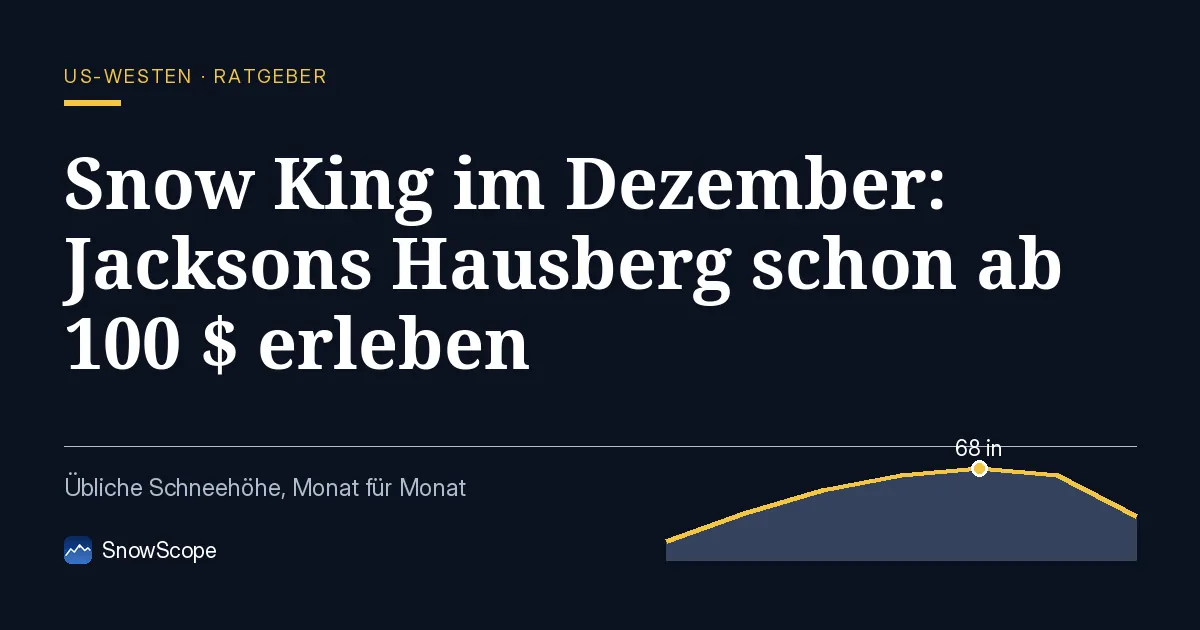 US-WESTEN · RATGEBER
Snow King im Dezember:
Jacksons Hausberg schon ab
100 $ erleben
68 in
Übliche Schneehöhe, Monat für Monat
SnowScope